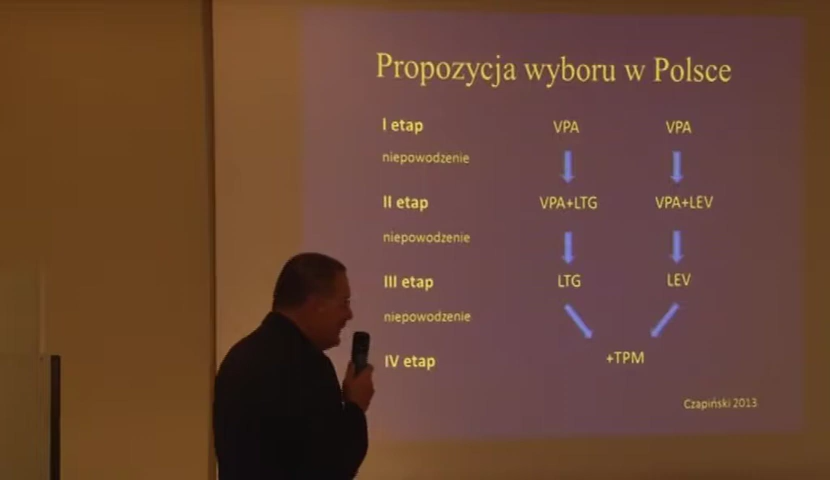 Propozycja wyboru w Polsce
I etap VPA VPA
niepowodzenie
II etap VPA+LTG VPA+LEV
niepowodzenie
III etap LTG LEV
niepowodzenie
IV etap +TPM
Czapiński 2013